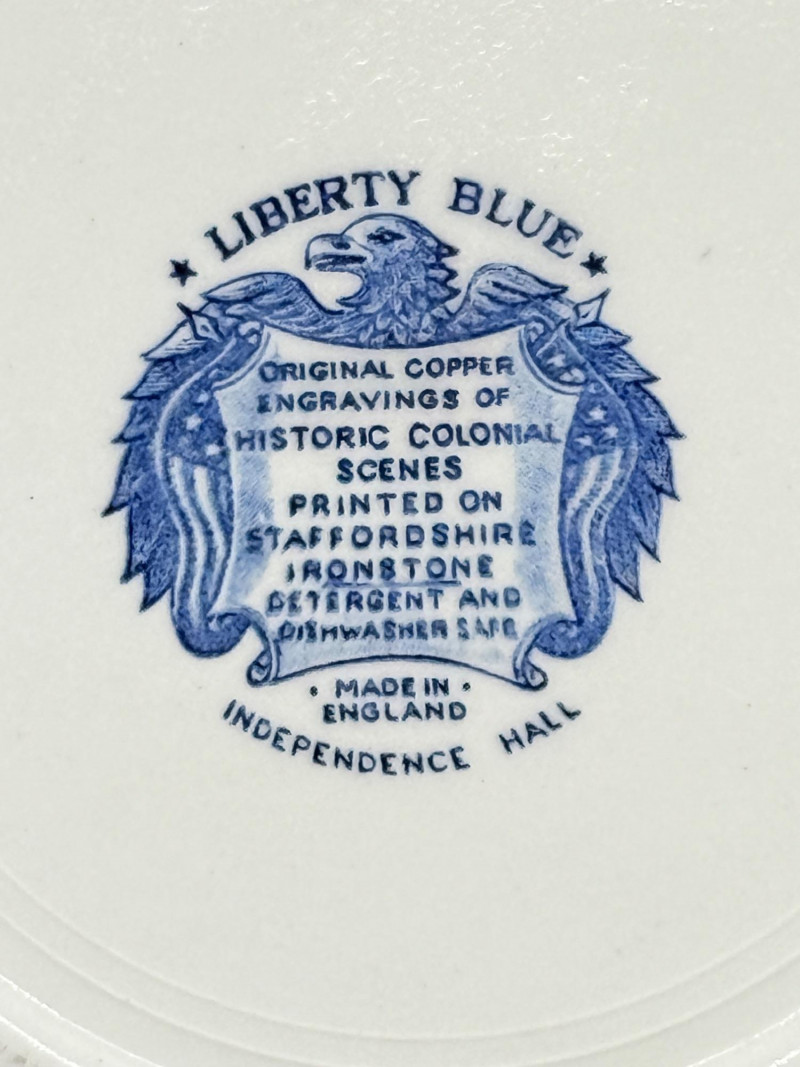 ★ LIBERTY BLUE ★
ORIGINAL COPPER
ENGRAVINGS OF
HISTORIC COLONIAL
SCENES
PRINTED ON
STAFFORDSHIRE
IRONSTONE
DETERGENT AND
DISHWASHER SAFE
• MADE IN •
ENGLAND
INDEPENDENCE HALL